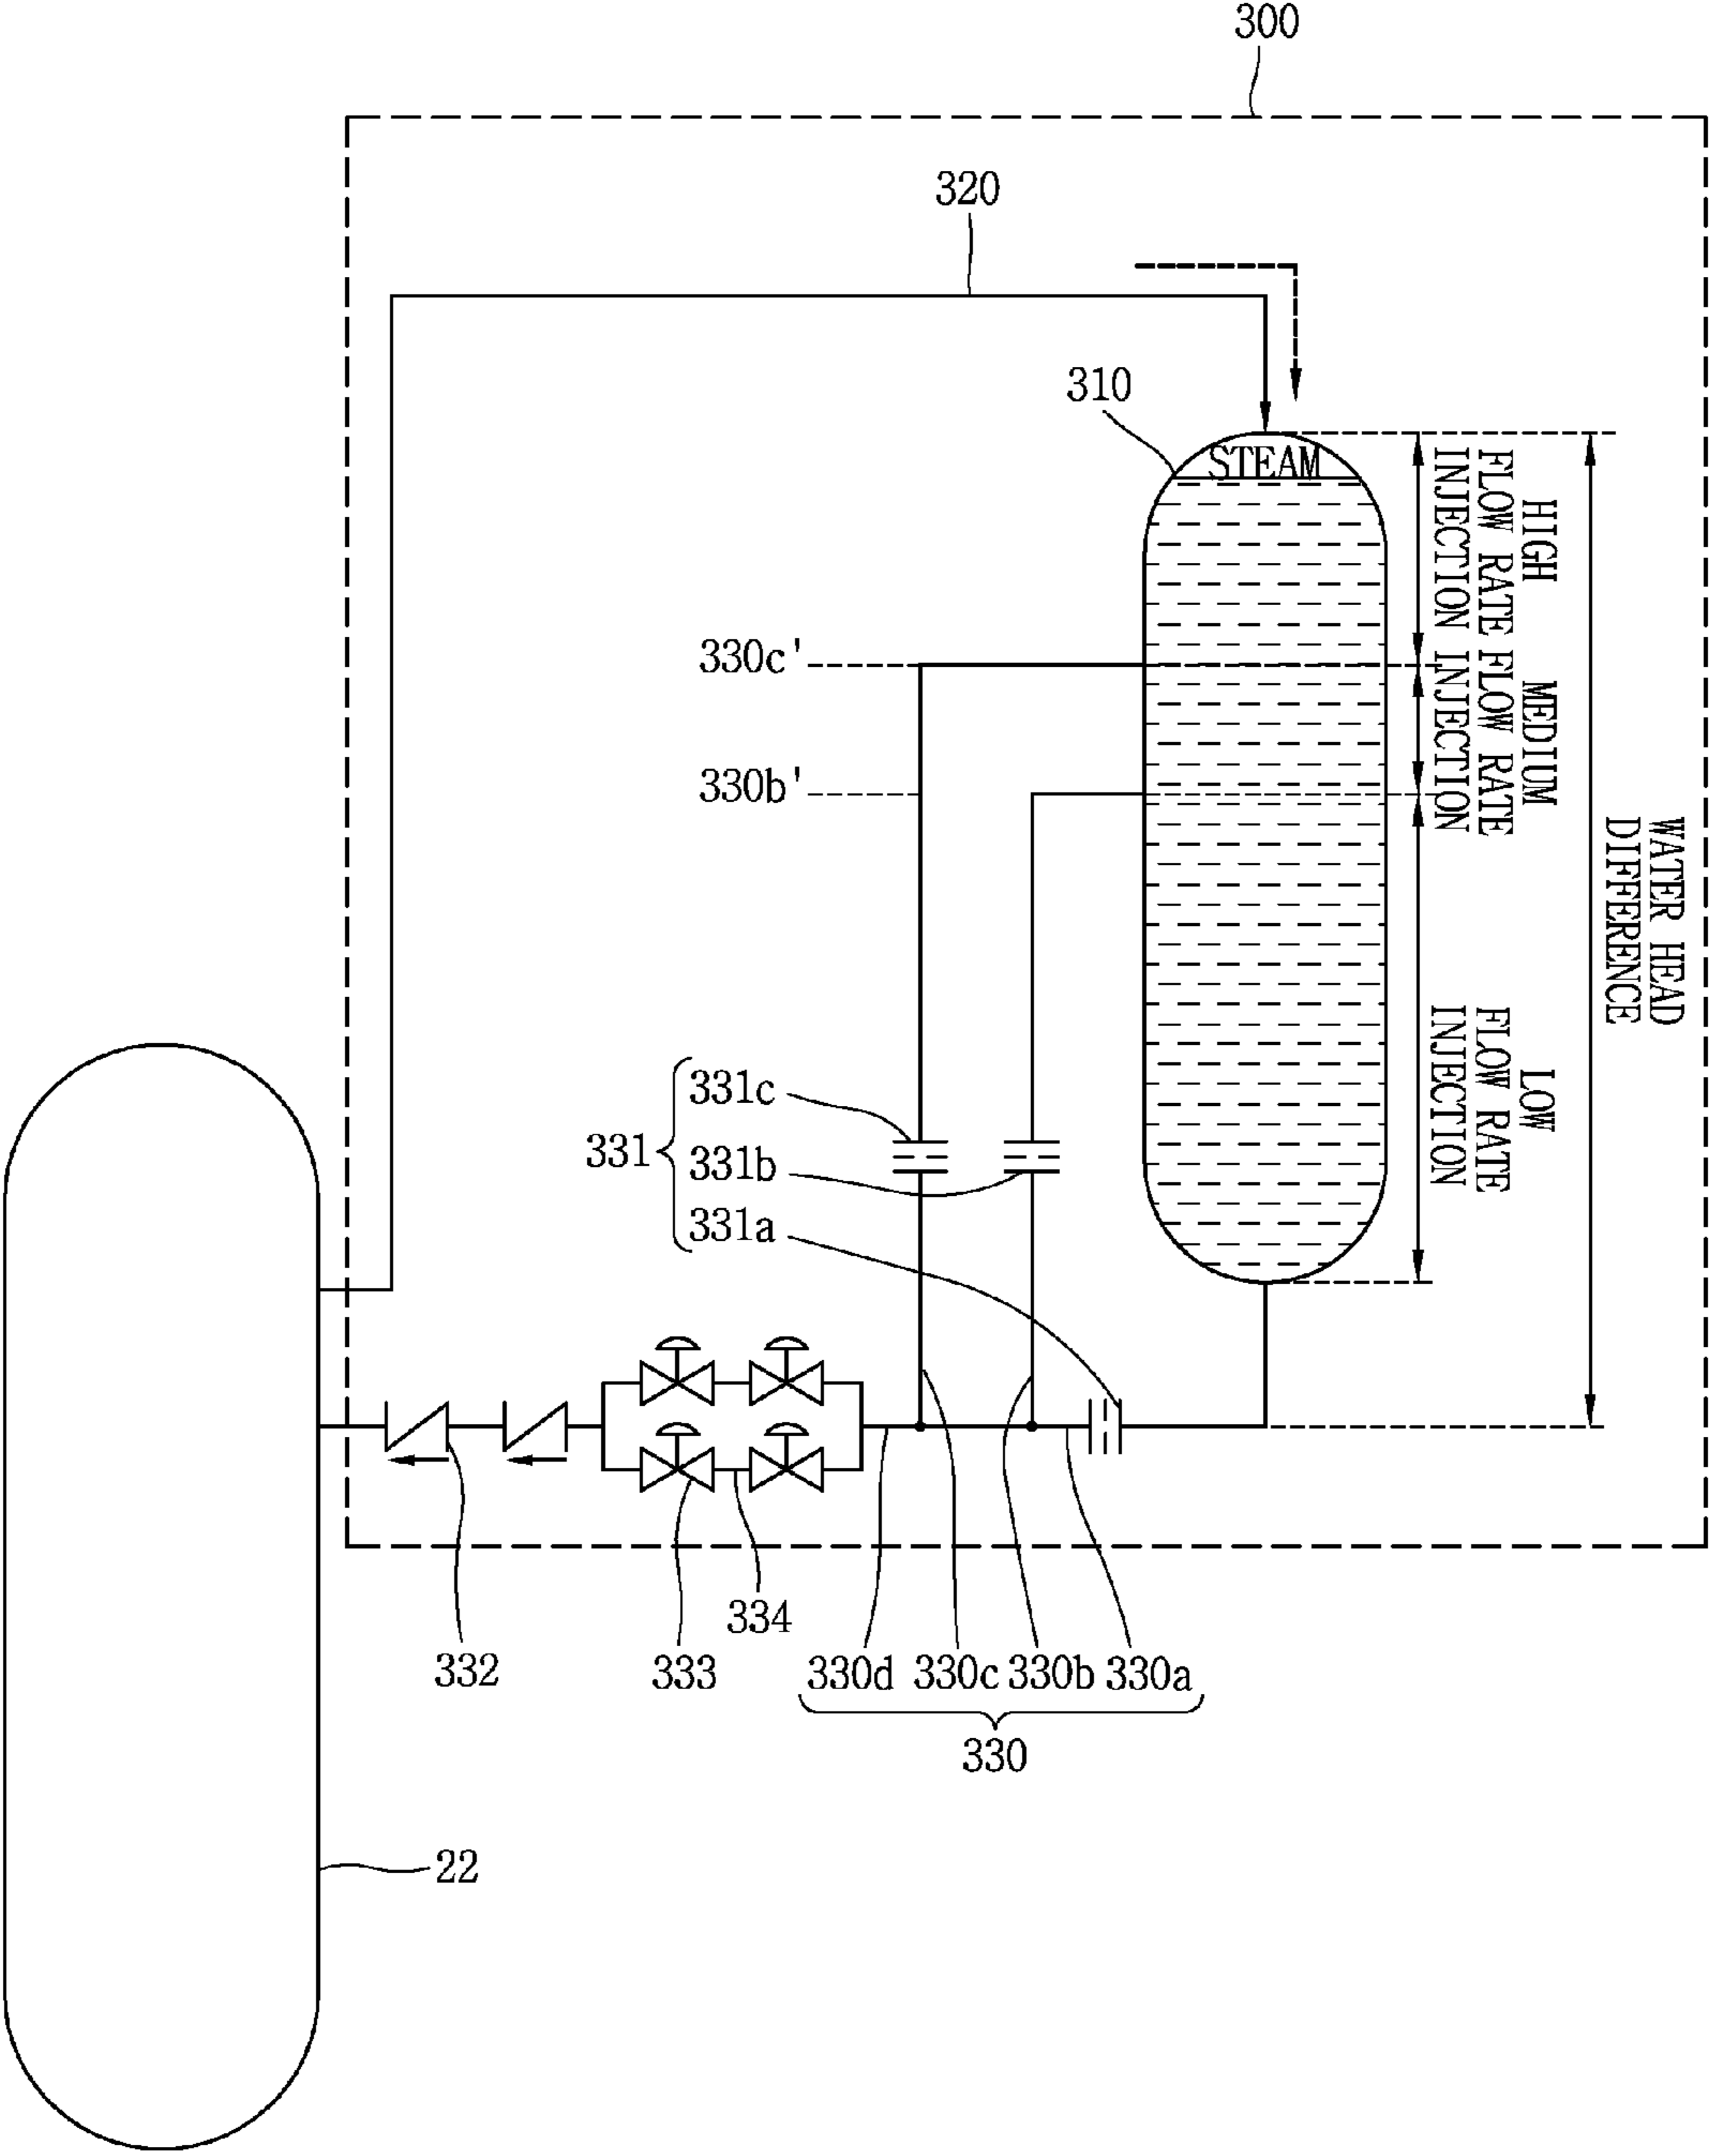 300
320
310
STEAM
HIGH
FLOW RATE
INJECTION
330c'
MEDIUM
FLOW RATE
INJECTION
330b'
WATER HEAD
DIFFERENCE
LOW
FLOW RATE
INJECTION
331c
331
331b
331a
334
332
333
330d
330c
330b
330a
330
22